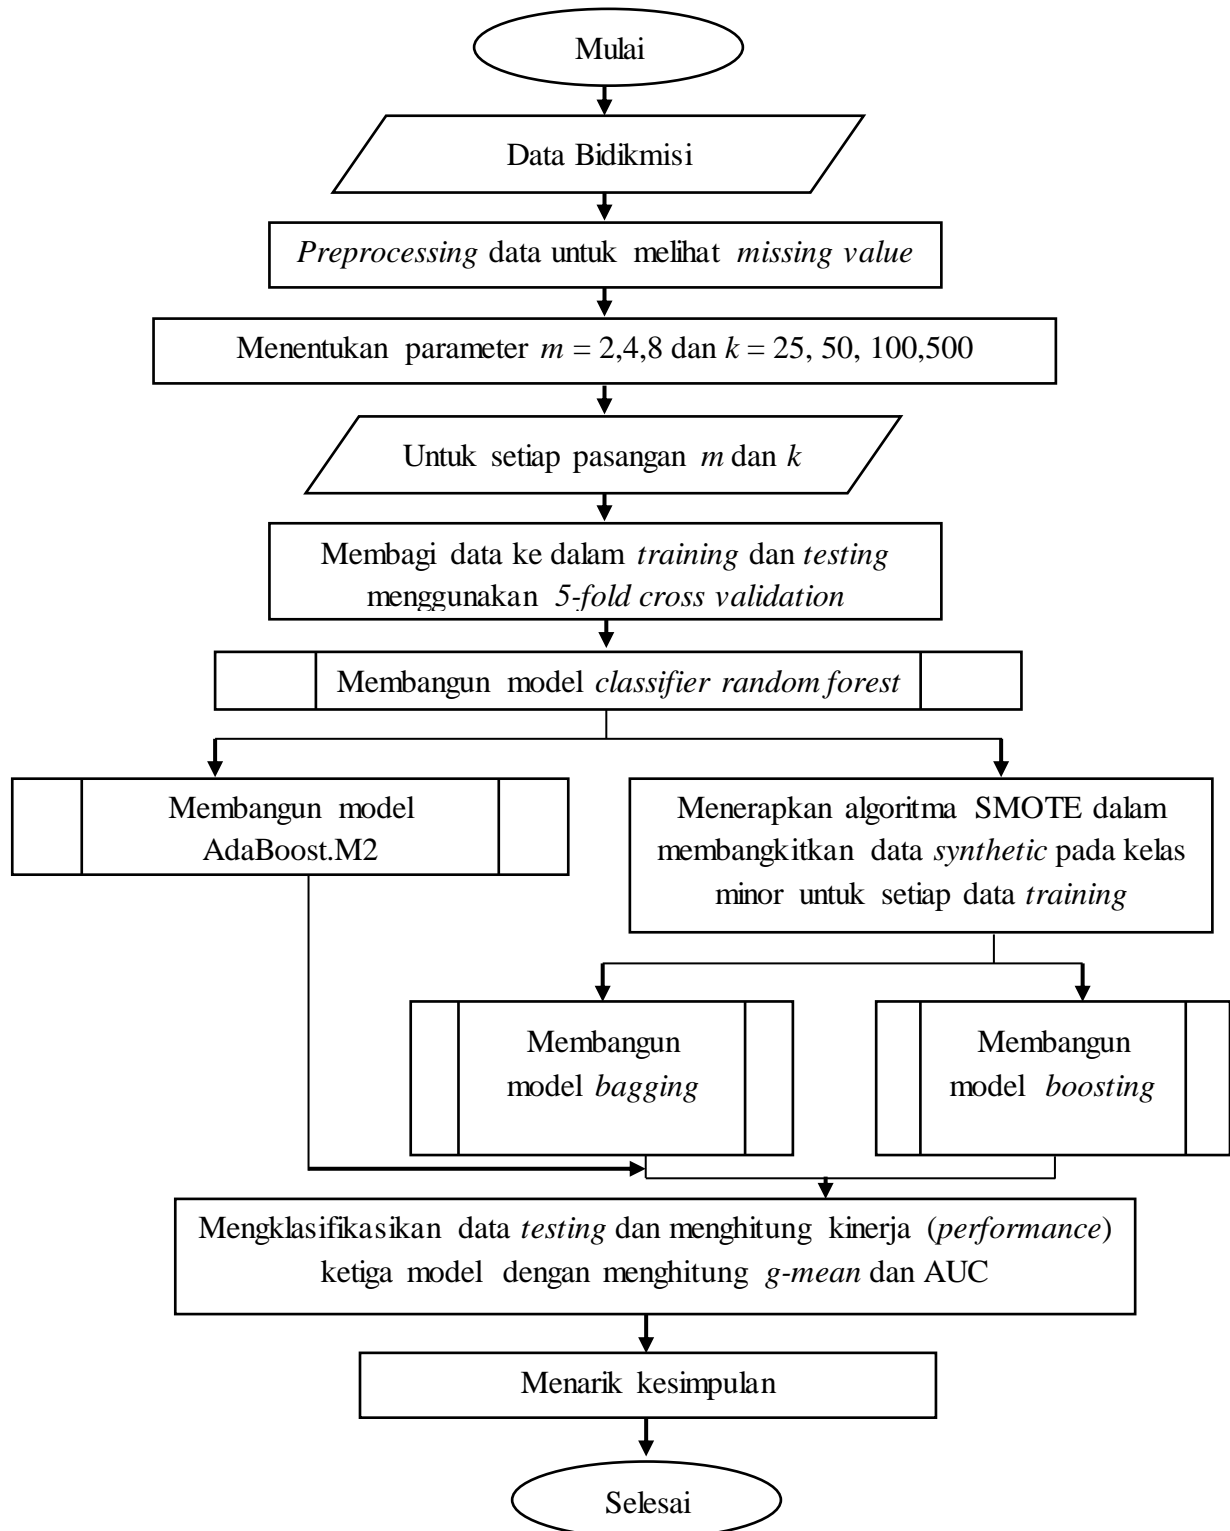 Mulai
Data Bidikmisi
Preprocessing data untuk melihat missing value
Menentukan parameter m = 2,4,8 dan k = 25, 50, 100,500
Untuk setiap pasangan m dan k
Membagi data ke dalam training dan testing
menggunakan 5-fold cross validation
Membangun model classifier random forest
Membangun model
AdaBoost.M2
Menerapkan algoritma SMOTE dalam
membangkitkan data synthetic pada kelas
minor untuk setiap data training
Membangun
model bagging
Membangun
model boosting
Mengklasifikasikan data testing dan menghitung kinerja (performance)
ketiga model dengan menghitung g-mean dan AUC
Menarik kesimpulan
Selesai